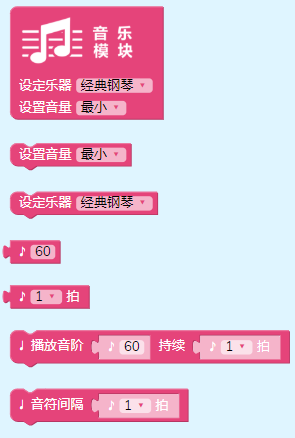 音 乐
模 块
设定乐器 经典钢琴
设置音量 最小
设置音量 最小
设定乐器 经典钢琴
60
1 拍
播放音阶 60 持续 1 拍
音符间隔 1 拍